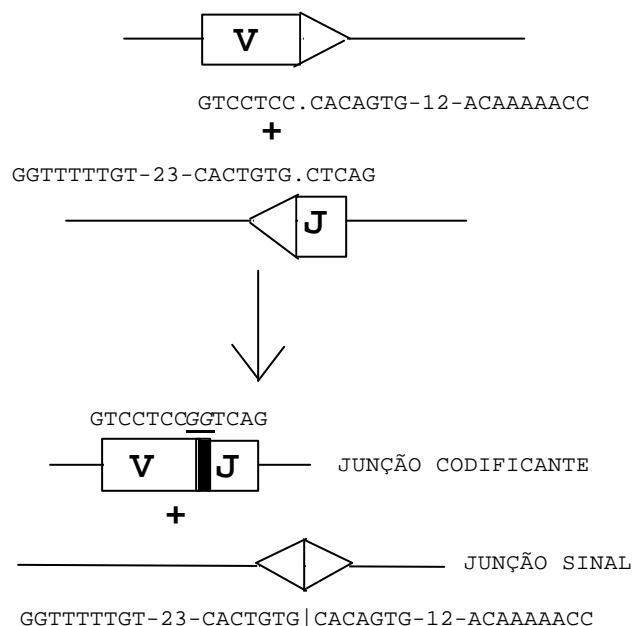 V
GTCCTCC.CACAGTG-12-ACAAAAACC
+
GGTTTTTGT-23-CACTGTG.CTCAG
J
GTCCTCCGGTCAG
V J JUNÇÃO CODIFICANTE
+
JUNÇÃO SINAL
GGTTTTTGT-23-CACTGTG|CACAGTG-12-ACAAAAACC